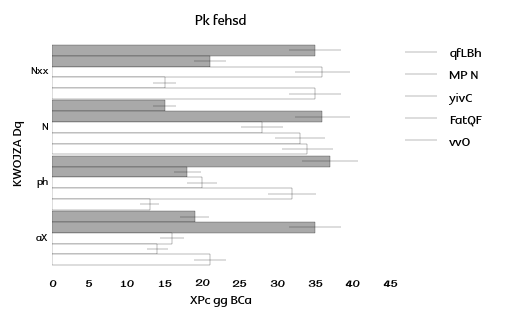 Pk fehsd
KWOJZA Dq
Nxx
N
ph
aX
0 5 10 15 20 25 30 35 40 45
XPc gg BCa
qfLBh
MP N
yivC
FatQF
vvO